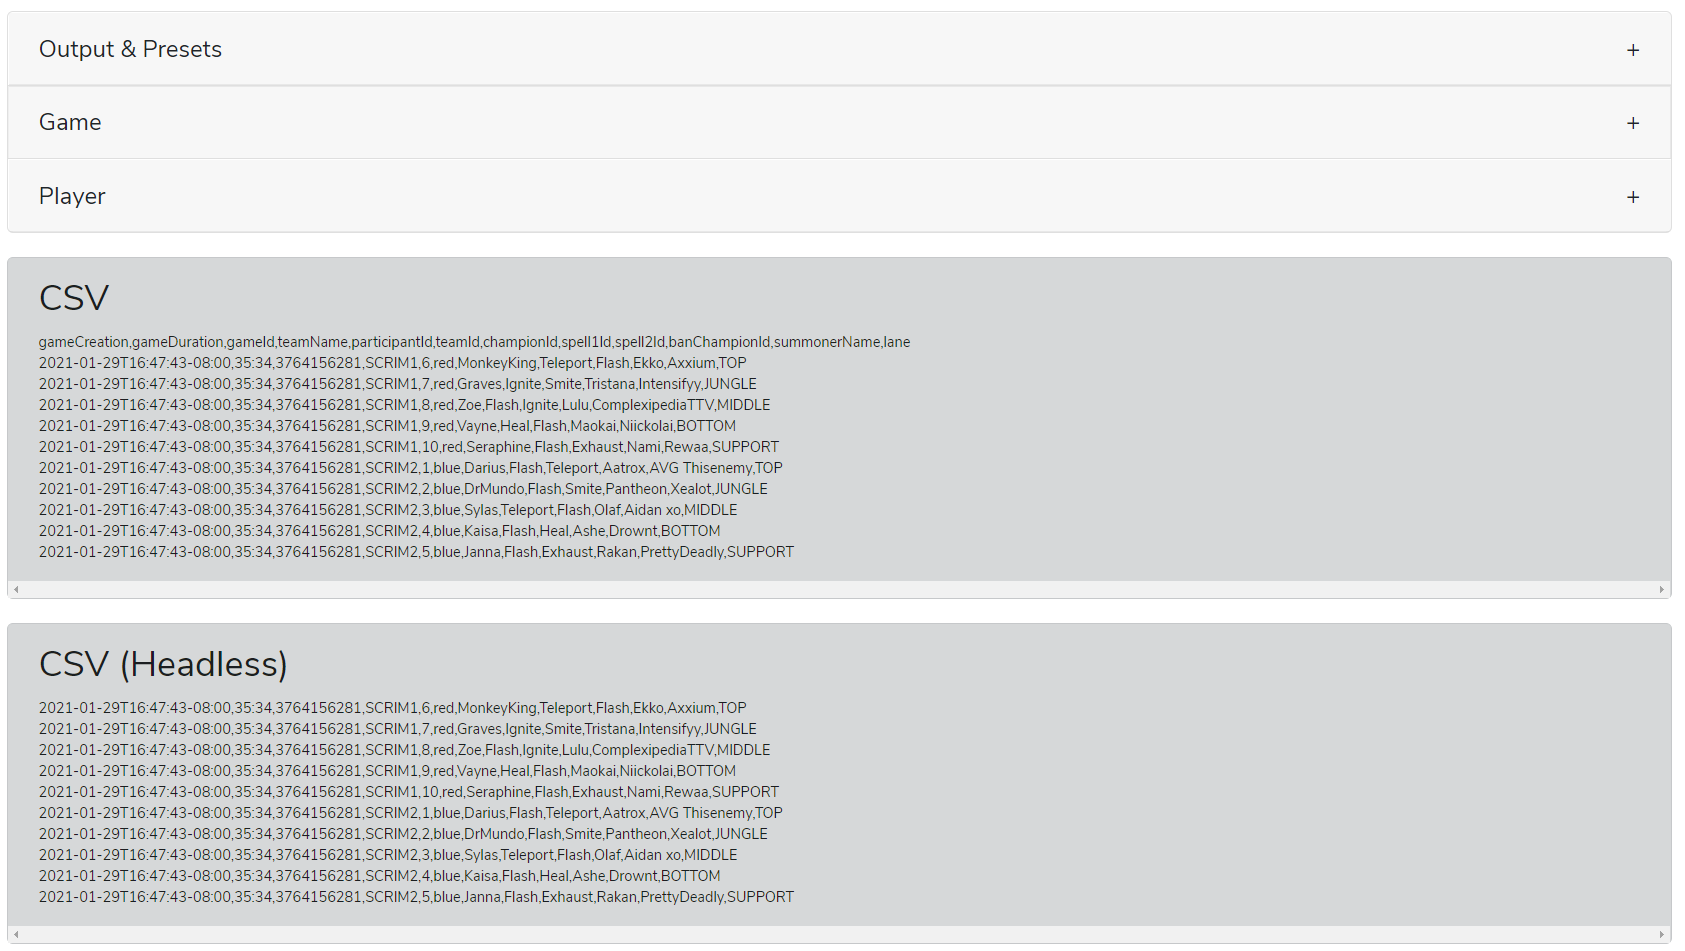 Output & Presets +
Game +
Player +
CSV
gameCreation,gameDuration,gameId,teamName,participantId,teamId,championId,spell1Id,spell2Id,banChampionId,summonerName,lane
2021-01-29T16:47:43-08:00,35:34,3764156281,SCRIM1,6,red,MonkeyKing,Teleport,Flash,Ekko,Axxium,TOP
2021-01-29T16:47:43-08:00,35:34,3764156281,SCRIM1,7,red,Graves,Ignite,Smite,Tristana,Intensifyy,JUNGLE
2021-01-29T16:47:43-08:00,35:34,3764156281,SCRIM1,8,red,Zoe,Flash,Ignite,Lulu,ComplexipediaTTV,MIDDLE
2021-01-29T16:47:43-08:00,35:34,3764156281,SCRIM1,9,red,Vayne,Heal,Flash,Maokai,Niickolai,BOTTOM
2021-01-29T16:47:43-08:00,35:34,3764156281,SCRIM1,10,red,Seraphine,Flash,Exhaust,Nami,Rewaa,SUPPORT
2021-01-29T16:47:43-08:00,35:34,3764156281,SCRIM2,1,blue,Darius,Flash,Teleport,Aatrox,AVG Thisenemy,TOP
2021-01-29T16:47:43-08:00,35:34,3764156281,SCRIM2,2,blue,DrMundo,Flash,Smite,Pantheon,Xealot,JUNGLE
2021-01-29T16:47:43-08:00,35:34,3764156281,SCRIM2,3,blue,Sylas,Teleport,Flash,Olaf,Aidan xo,MIDDLE
2021-01-29T16:47:43-08:00,35:34,3764156281,SCRIM2,4,blue,Kaisa,Flash,Heal,Ashe,Drownt,BOTTOM
2021-01-29T16:47:43-08:00,35:34,3764156281,SCRIM2,5,blue,Janna,Flash,Exhaust,Rakan,PrettyDeadly,SUPPORT
CSV (Headless)
2021-01-29T16:47:43-08:00,35:34,3764156281,SCRIM1,6,red,MonkeyKing,Teleport,Flash,Ekko,Axxium,TOP
2021-01-29T16:47:43-08:00,35:34,3764156281,SCRIM1,7,red,Graves,Ignite,Smite,Tristana,Intensifyy,JUNGLE
2021-01-29T16:47:43-08:00,35:34,3764156281,SCRIM1,8,red,Zoe,Flash,Ignite,Lulu,ComplexipediaTTV,MIDDLE
2021-01-29T16:47:43-08:00,35:34,3764156281,SCRIM1,9,red,Vayne,Heal,Flash,Maokai,Niickolai,BOTTOM
2021-01-29T16:47:43-08:00,35:34,3764156281,SCRIM1,10,red,Seraphine,Flash,Exhaust,Nami,Rewaa,SUPPORT
2021-01-29T16:47:43-08:00,35:34,3764156281,SCRIM2,1,blue,Darius,Flash,Teleport,Aatrox,AVG Thisenemy,TOP
2021-01-29T16:47:43-08:00,35:34,3764156281,SCRIM2,2,blue,DrMundo,Flash,Smite,Pantheon,Xealot,JUNGLE
2021-01-29T16:47:43-08:00,35:34,3764156281,SCRIM2,3,blue,Sylas,Teleport,Flash,Olaf,Aidan xo,MIDDLE
2021-01-29T16:47:43-08:00,35:34,3764156281,SCRIM2,4,blue,Kaisa,Flash,Heal,Ashe,Drownt,BOTTOM
2021-01-29T16:47:43-08:00,35:34,3764156281,SCRIM2,5,blue,Janna,Flash,Exhaust,Rakan,PrettyDeadly,SUPPORT